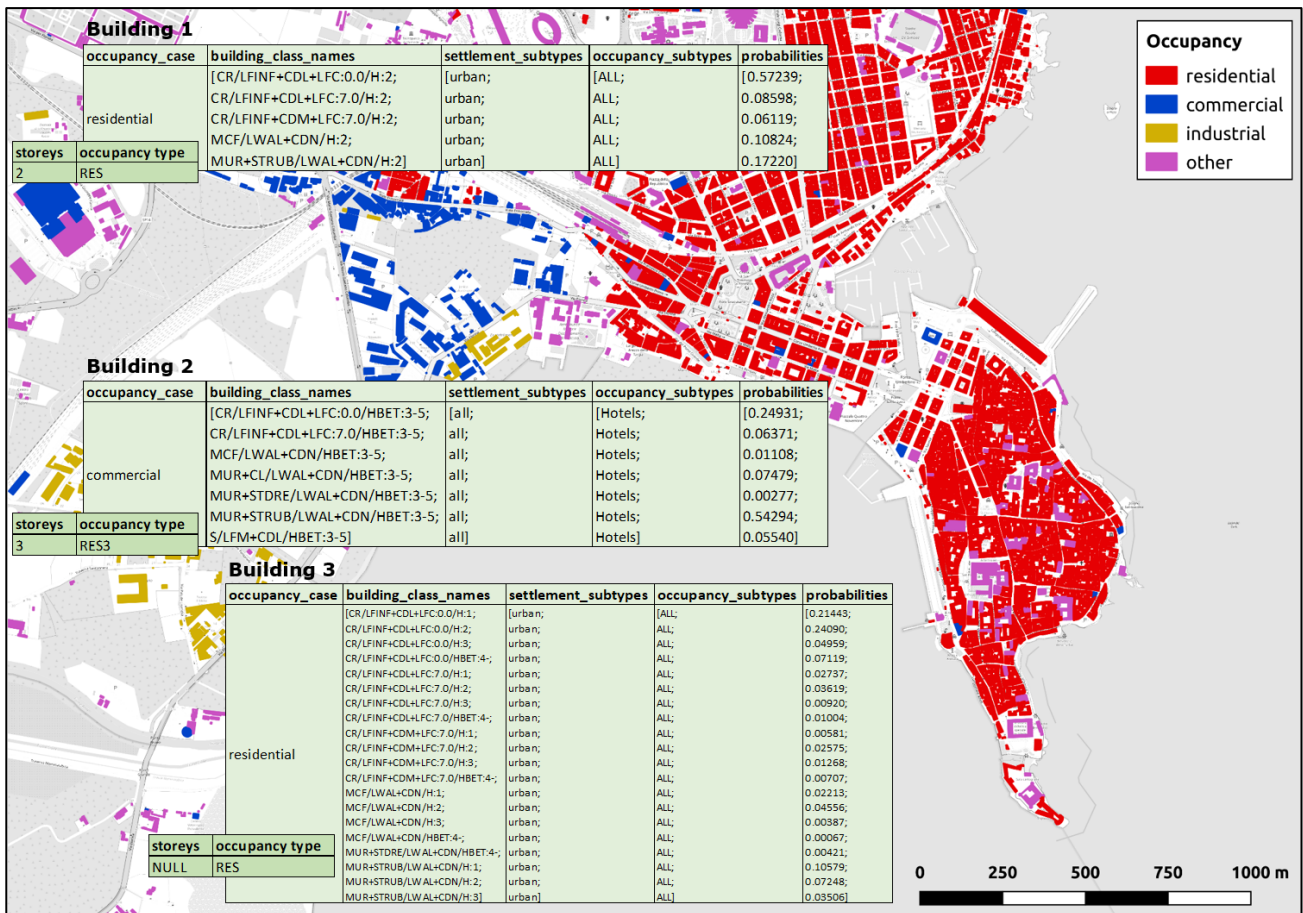 Building 1
occupancy_case building_class_names settlement_subtypes occupancy_subtypes probabilities
[CR/LFINF+CDL+LFC:0.0/H:2; [urban; [ALL; [0.57239;
CR/LFINF+CDL+LFC:7.0/H:2; urban; ALL; 0.08598;
residential CR/LFINF+CDM+LFC:7.0/H:2; urban; ALL; 0.06119;
MCF/LWAL+CDN/H:2; urban; ALL; 0.10824;
MUR+STRUB/LWAL+CDN/H:2] urban] ALL] 0.17220]
storeys occupancy type
2 RES
Occupancy
residential
commercial
industrial
other
Building 2
occupancy_case building_class_names settlement_subtypes occupancy_subtypes probabilities
[CR/LFINF+CDL+LFC:0.0/HBET:3-5; [all; [Hotels; [0.24931;
CR/LFINF+CDL+LFC:7.0/HBET:3-5; all; Hotels; 0.06371;
MCF/LWAL+CDN/HBET:3-5; all; Hotels; 0.01108;
commercial MUR+CL/LWAL+CDN/HBET:3-5; all; Hotels; 0.07479;
MUR+STDRE/LWAL+CDN/HBET:3-5; all; Hotels; 0.00277;
MUR+STRUB/LWAL+CDN/HBET:3-5; all; Hotels; 0.54294;
S/LFM+CDL/HBET:3-5] all] Hotels] 0.05540]
storeys occupancy type
3 RES3
Building 3
occupancy_case building_class_names settlement_subtypes occupancy_subtypes probabilities
[CR/LFINF+CDL+LFC:0.0/H:1; [urban; [ALL; [0.21443;
CR/LFINF+CDL+LFC:0.0/H:2; urban; ALL; 0.24090;
CR/LFINF+CDL+LFC:0.0/H:3; urban; ALL; 0.04959;
CR/LFINF+CDL+LFC:0.0/HBET:4-; urban; ALL; 0.07119;
CR/LFINF+CDL+LFC:7.0/H:1; urban; ALL; 0.02737;
CR/LFINF+CDL+LFC:7.0/H:2; urban; ALL; 0.03619;
CR/LFINF+CDL+LFC:7.0/H:3; urban; ALL; 0.00920;
CR/LFINF+CDL+LFC:7.0/HBET:4-; urban; ALL; 0.01004;
CR/LFINF+CDM+LFC:7.0/H:1; urban; ALL; 0.00581;
residential CR/LFINF+CDM+LFC:7.0/H:2; urban; ALL; 0.02575;
CR/LFINF+CDM+LFC:7.0/H:3; urban; ALL; 0.01268;
CR/LFINF+CDM+LFC:7.0/HBET:4-; urban; ALL; 0.00707;
MCF/LWAL+CDN/H:1; urban; ALL; 0.02213;
MCF/LWAL+CDN/H:2; urban; ALL; 0.04556;
MCF/LWAL+CDN/H:3; urban; ALL; 0.00387;
MCF/LWAL+CDN/HBET:4-; urban; ALL; 0.00067;
MUR+STDRE/LWAL+CDN/HBET:4-; urban; ALL; 0.00421;
MUR+STRUB/LWAL+CDN/H:1; urban; ALL; 0.10579;
MUR+STRUB/LWAL+CDN/H:2; urban; ALL; 0.07248;
MUR+STRUB/LWAL+CDN/H:3] urban] ALL] 0.03506]
storeys occupancy type
NULL RES
0 250 500 750 1000 m